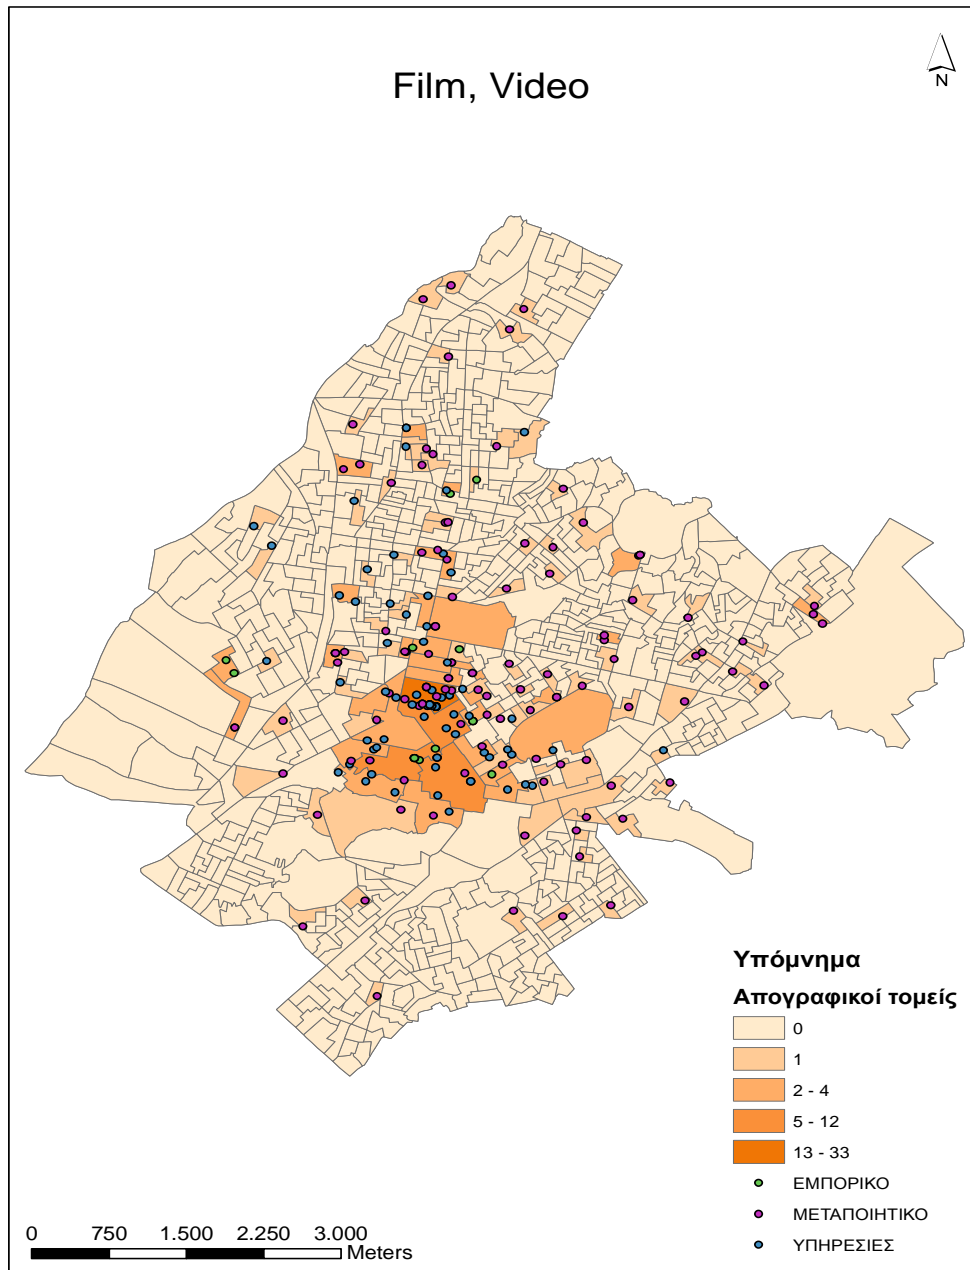 N
Film, Video
Υπόμνημα
Απογραφικοί τομείς
0
1
2 - 4
5 - 12
13 - 33
ΕΜΠΟΡΙΚΟ
ΜΕΤΑΠΟΙΗΤΙΚΟ
ΥΠΗΡΕΣΙΕΣ
0 750 1.500 2.250 3.000
Meters